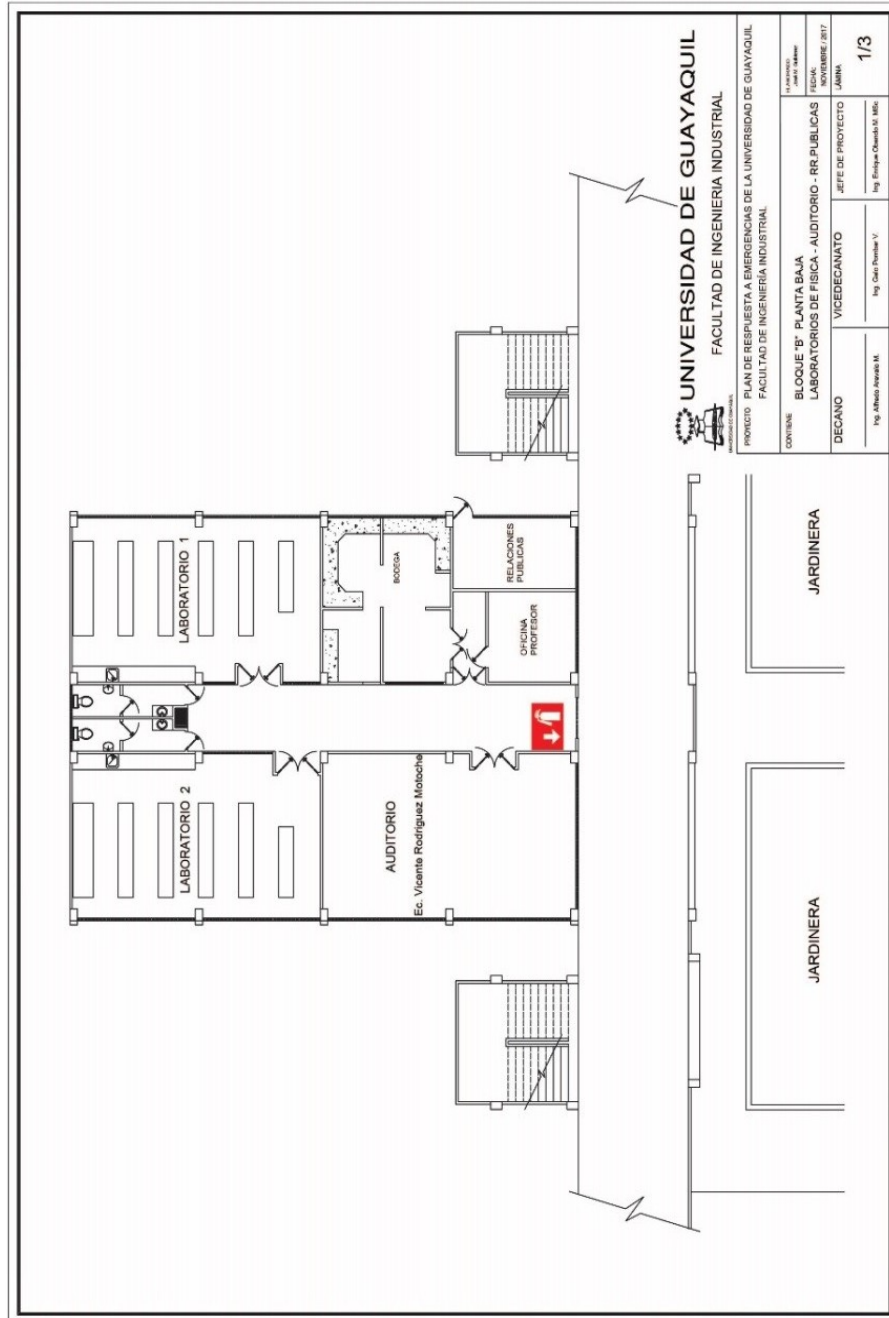 LABORATORIO 2
LABORATORIO 1
AUDITORIO
Ec. Vicente Rodriguez Motoche
BODEGA
OFICINA
PROFESOR
RELACIONES
PUBLICAS
JARDINERA
JARDINERA
UNIVERSIDAD DE GUAYAQUIL
FACULTAD DE INGENIERIA INDUSTRIAL
PROYECTO PLAN DE RESPUESTA A EMERGENCIAS DE LA UNIVERSIDAD DE GUAYAQUIL
FACULTAD DE INGENIERÍA INDUSTRIAL
CONTIENE
BLOQUE "B" PLANTA BAJA
LABORATORIOS DE FISICA - AUDITORIO - RR.PUBLICAS
FECHA:
NOVIEMBRE / 2017
DECANO
VICEDECANATO
JEFE DE PROYECTO
LÁMINA
1/3
Ing. Enrique Obando M. MSc